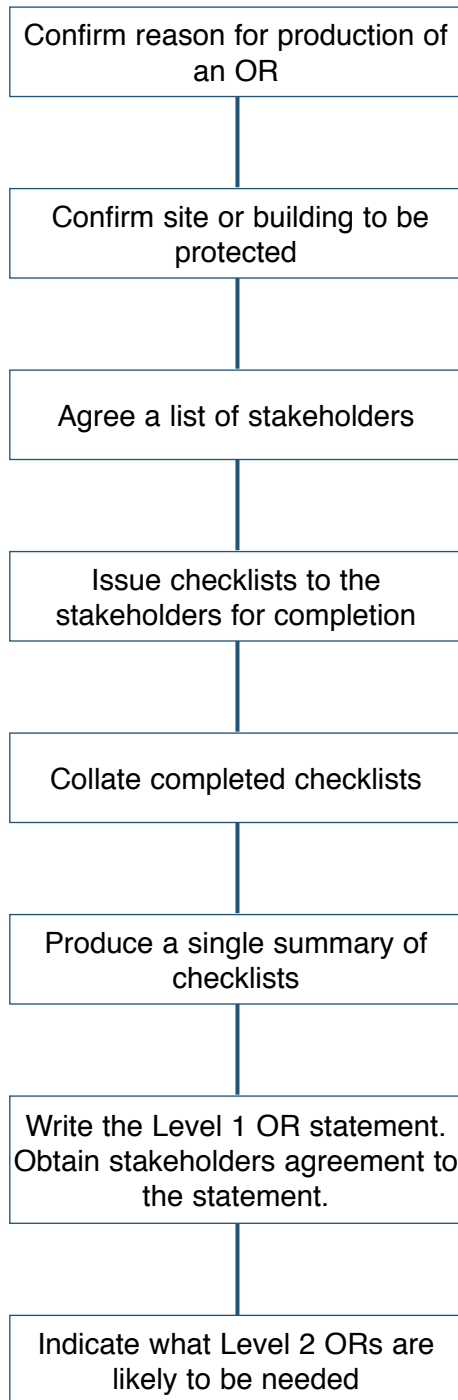 Confirm reason for production of
an OR
Confirm site or building to be
protected
Agree a list of stakeholders
Issue checklists to the
stakeholders for completion
Collate completed checklists
Produce a single summary of
checklists
Write the Level 1 OR statement.
Obtain stakeholders agreement to
the statement.
Indicate what Level 2 ORs are
likely to be needed